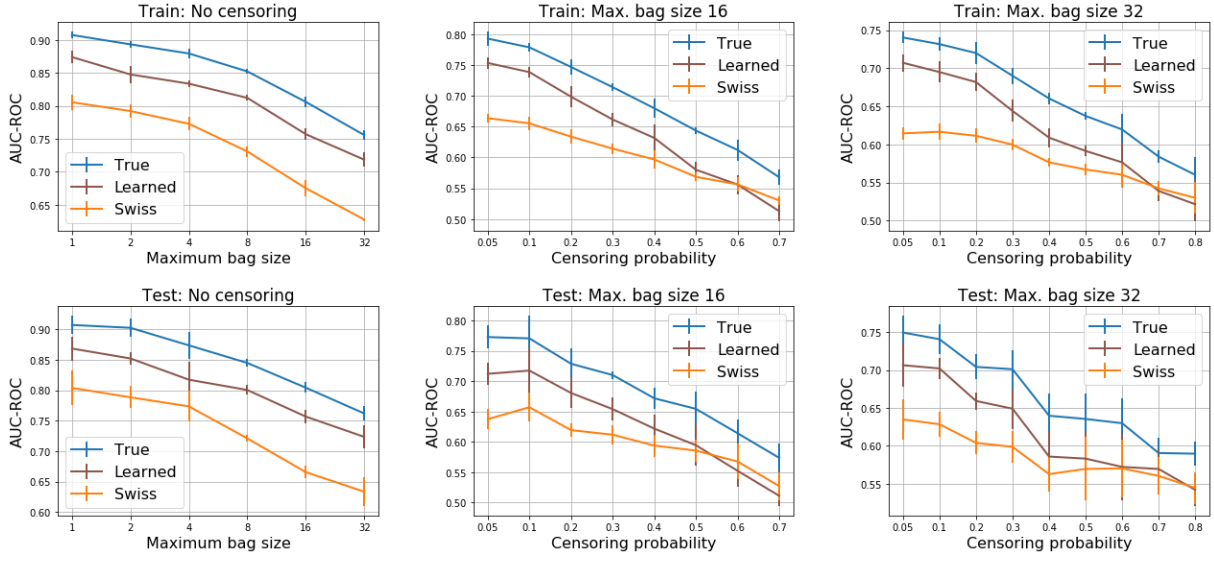 Train: No censoring
AUC-ROC
0.90
0.85
0.80
0.75
0.70
0.65
True
Learned
Swiss
1 2 4 8 16 32
Maximum bag size
Train: Max. bag size 16
AUC-ROC
0.80
0.75
0.70
0.65
0.60
0.55
0.50
True
Learned
Swiss
0.05 0.1 0.2 0.3 0.4 0.5 0.6 0.7
Censoring probability
Train: Max. bag size 32
AUC-ROC
0.75
0.70
0.65
0.60
0.55
0.50
True
Learned
Swiss
0.05 0.1 0.2 0.3 0.4 0.5 0.6 0.7 0.8
Censoring probability
Test: No censoring
AUC-ROC
0.90
0.85
0.80
0.75
0.70
0.65
0.60
True
Learned
Swiss
1 2 4 8 16 32
Maximum bag size
Test: Max. bag size 16
AUC-ROC
0.80
0.75
0.70
0.65
0.60
0.55
0.50
True
Learned
Swiss
0.05 0.1 0.2 0.3 0.4 0.5 0.6 0.7
Censoring probability
Test: Max. bag size 32
AUC-ROC
0.75
0.70
0.65
0.60
0.55
True
Learned
Swiss
0.05 0.1 0.2 0.3 0.4 0.5 0.6 0.7 0.8
Censoring probability